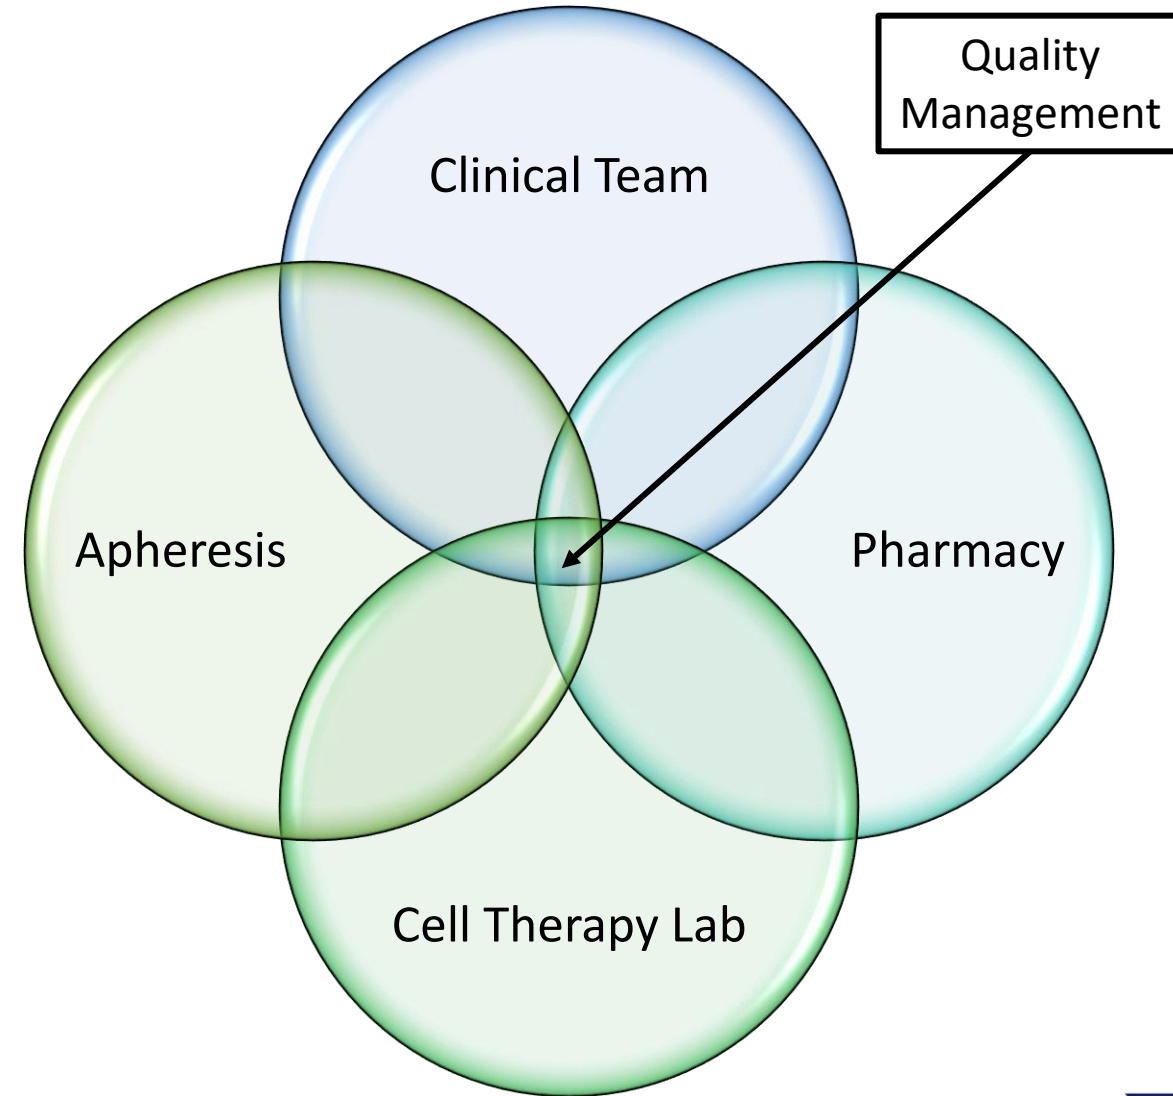 Quality
Management
Clinical Team
Apheresis
Pharmacy
Cell Therapy Lab